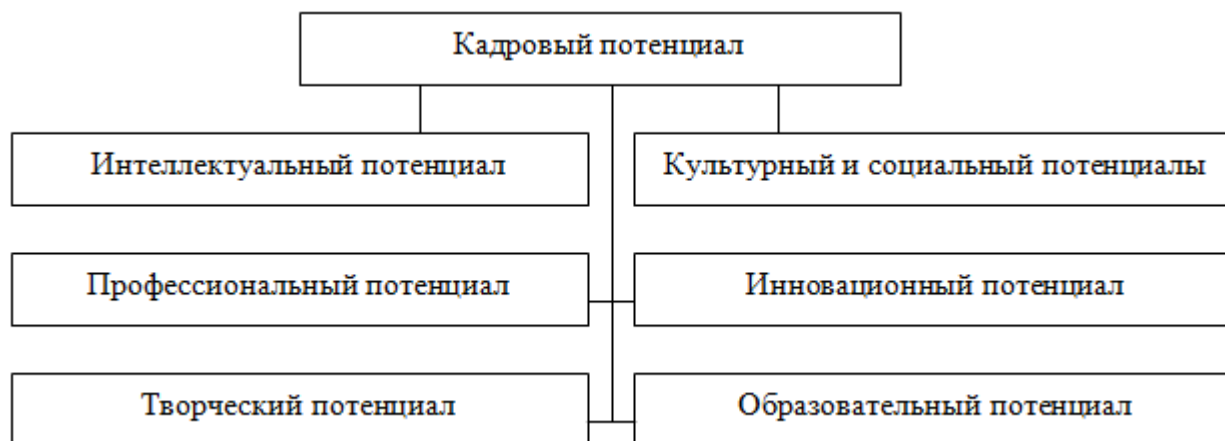 Кадровый потенциал
Интеллектуальный потенциал
Культурный и социальный потенциалы
Профессиональный потенциал
Инновационный потенциал
Творческий потенциал
Образовательный потенциал